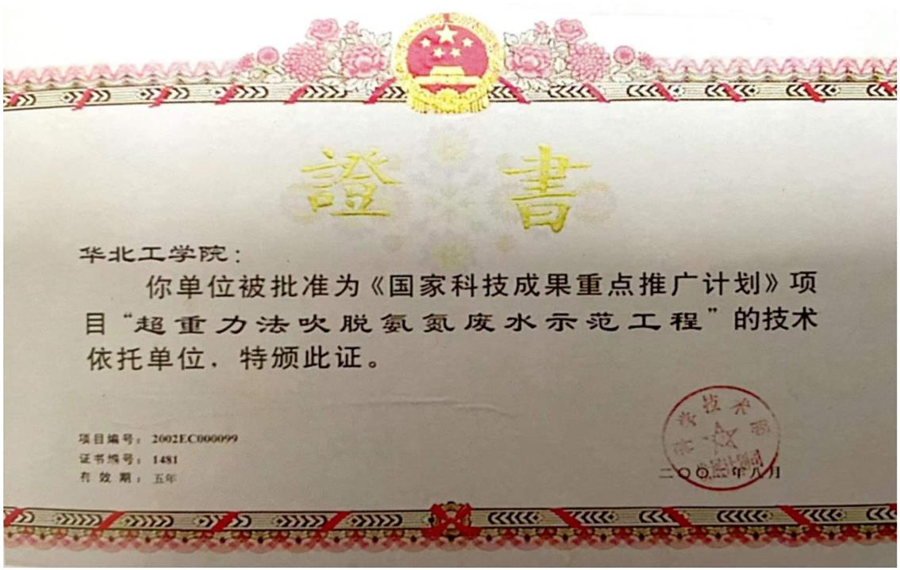 證書
华北工学院：
你单位被批准为《国家科技成果重点推广计划》项
目“超重力法吹脱氨氮废水示范工程”的技术
依托单位，特颁此证。
项目编号：2002EC000099
证书编号：1481
有效期：五年
年八月